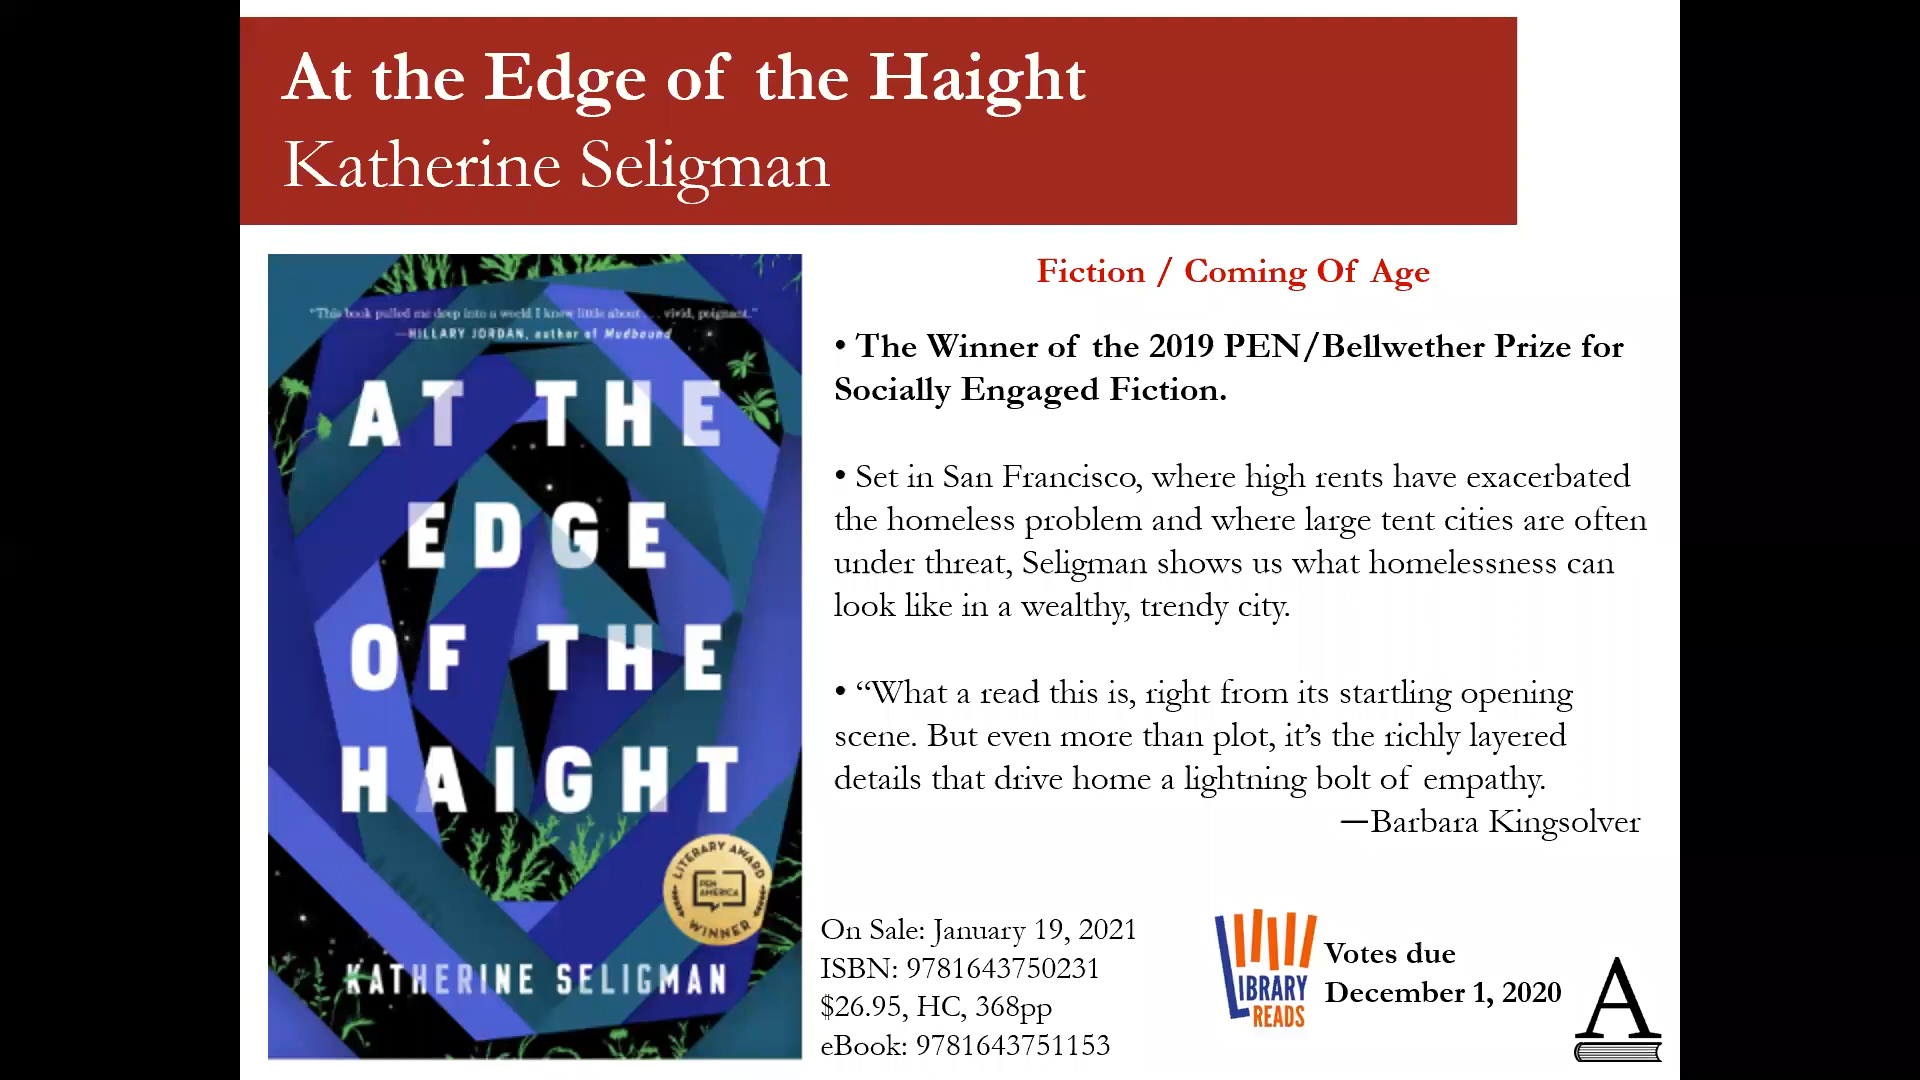 At the Edge of the Haight
Katherine Seligman
"This book pulled me deep into a world I knew little about . . . vivid, poignant."
—HILLARY JORDAN, author of Mudbound
AT THE
EDGE
OF THE
HAIGHT
LITERARY AWARD
PEN
AMERICA
WINNER
KATHERINE SELIGMAN
Fiction / Coming Of Age
• The Winner of the 2019 PEN/Bellwether Prize for
Socially Engaged Fiction.
• Set in San Francisco, where high rents have exacerbated
the homeless problem and where large tent cities are often
under threat, Seligman shows us what homelessness can
look like in a wealthy, trendy city.
• “What a read this is, right from its startling opening
scene. But even more than plot, it’s the richly layered
details that drive home a lightning bolt of empathy.
—Barbara Kingsolver
On Sale: January 19, 2021
ISBN: 9781643750231
$26.95, HC, 368pp
eBook: 9781643751153
LIBRARY
READS
Votes due
December 1, 2020
A